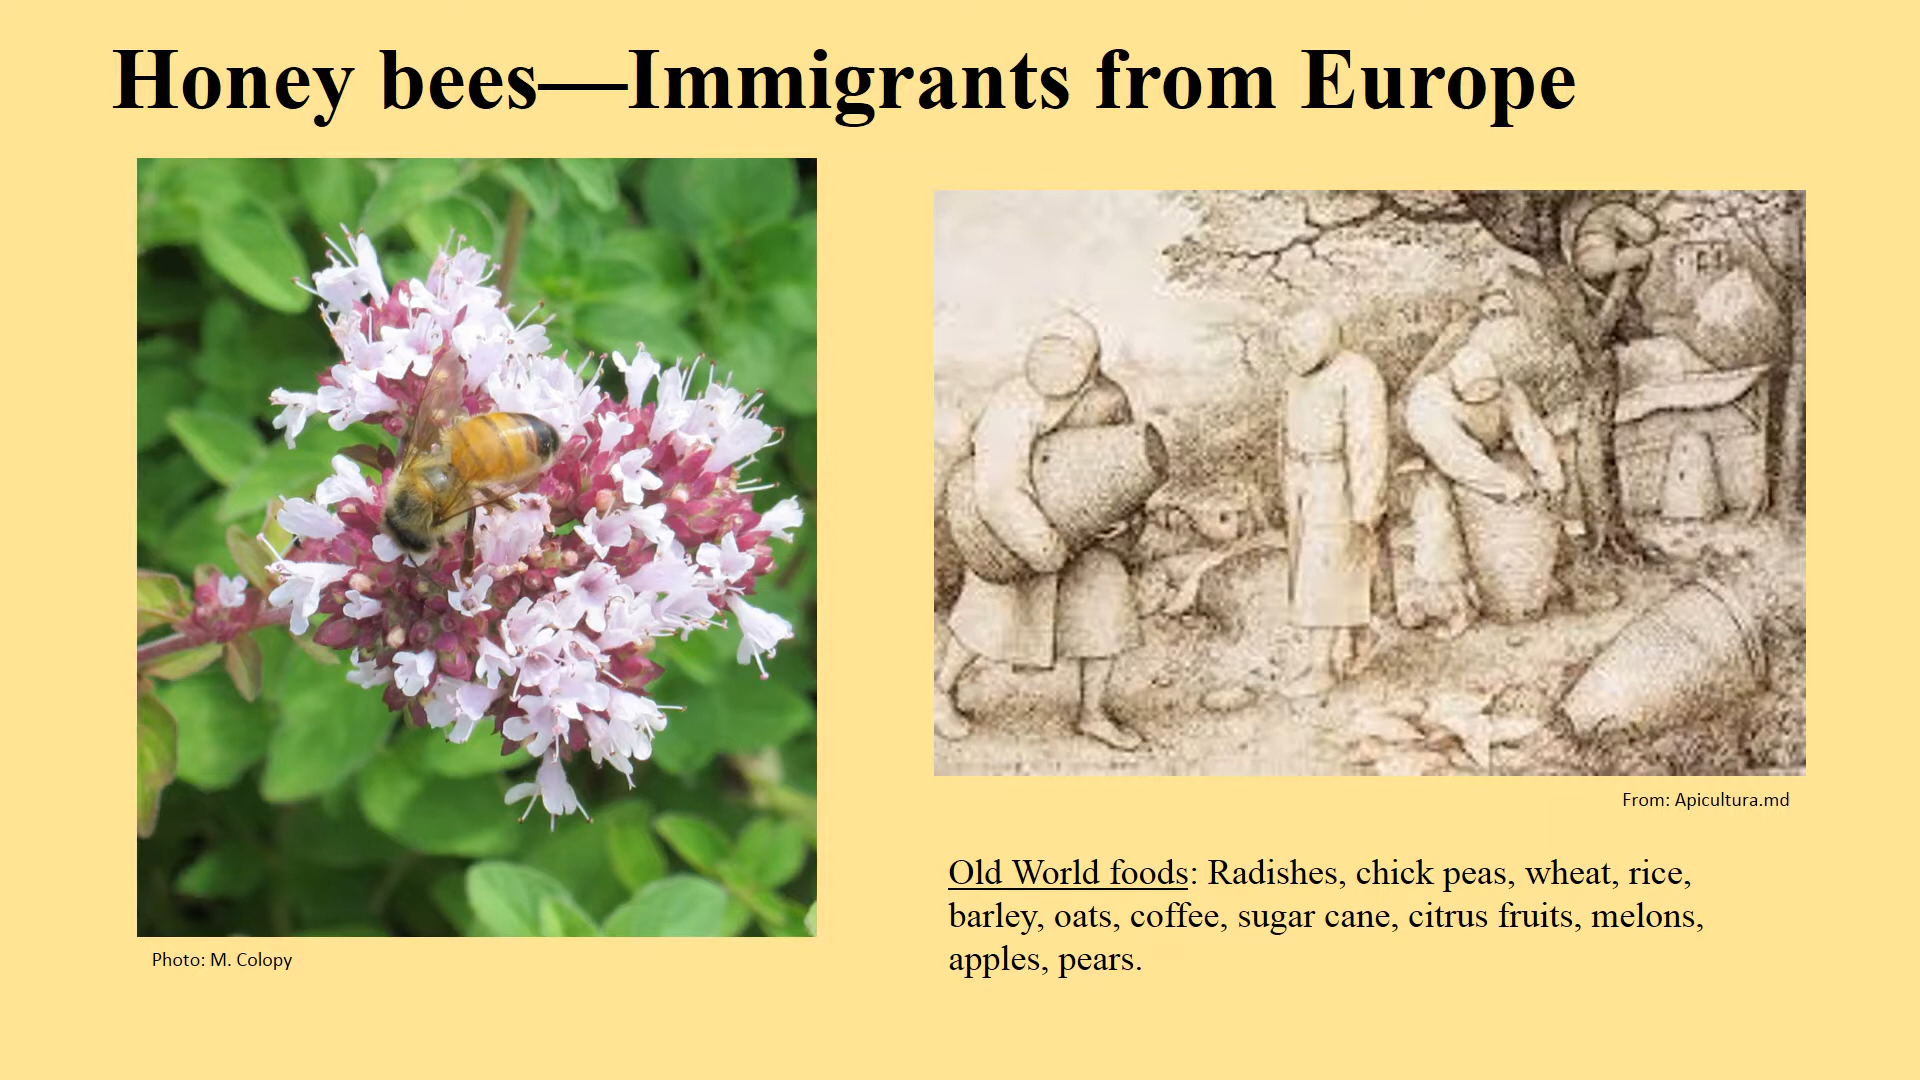 Honey bees—Immigrants from Europe
From: Apicultura.md
Old World foods: Radishes, chick peas, wheat, rice,
barley, oats, coffee, sugar cane, citrus fruits, melons,
apples, pears.
Photo: M. Colopy